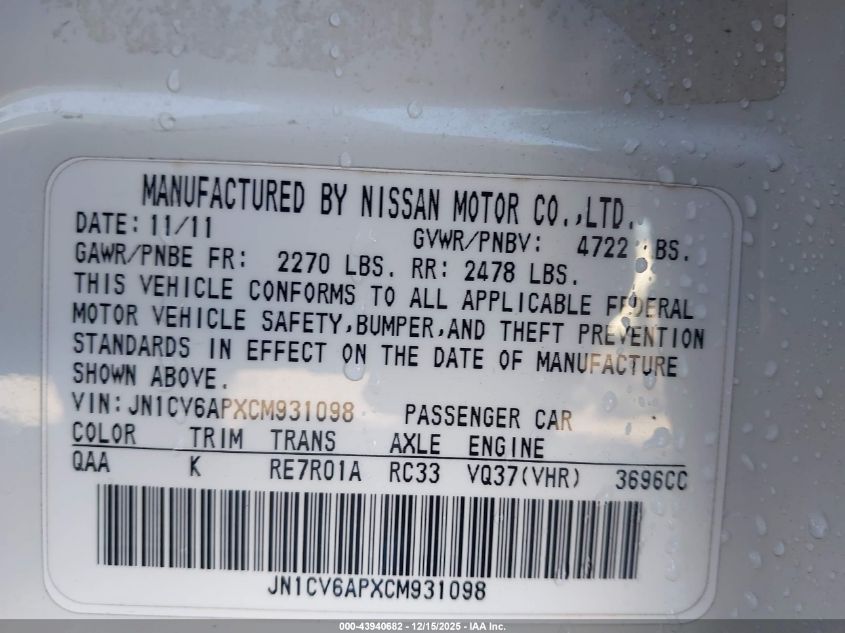 MANUFACTURED BY NISSAN MOTOR CO.,LTD.
DATE: 11/11 GVWR/PNBV: 4722 LBS.
GAWR/PNBE FR: 2270 LBS. RR: 2478 LBS.
THIS VEHICLE CONFORMS TO ALL APPLICABLE FEDERAL
MOTOR VEHICLE SAFETY,BUMPER,AND THEFT PREVENTION
STANDARDS IN EFFECT ON THE DATE OF MANUFACTURE
SHOWN ABOVE.
VIN: JN1CV6APXCM931098 PASSENGER CAR
COLOR TRIM TRANS AXLE ENGINE
QAA K RE7R01A RC33 VQ37(VHR) 3696CC
JN1CV6APXCM931098
000-43940682 - 12/15/2025 - IAA Inc.